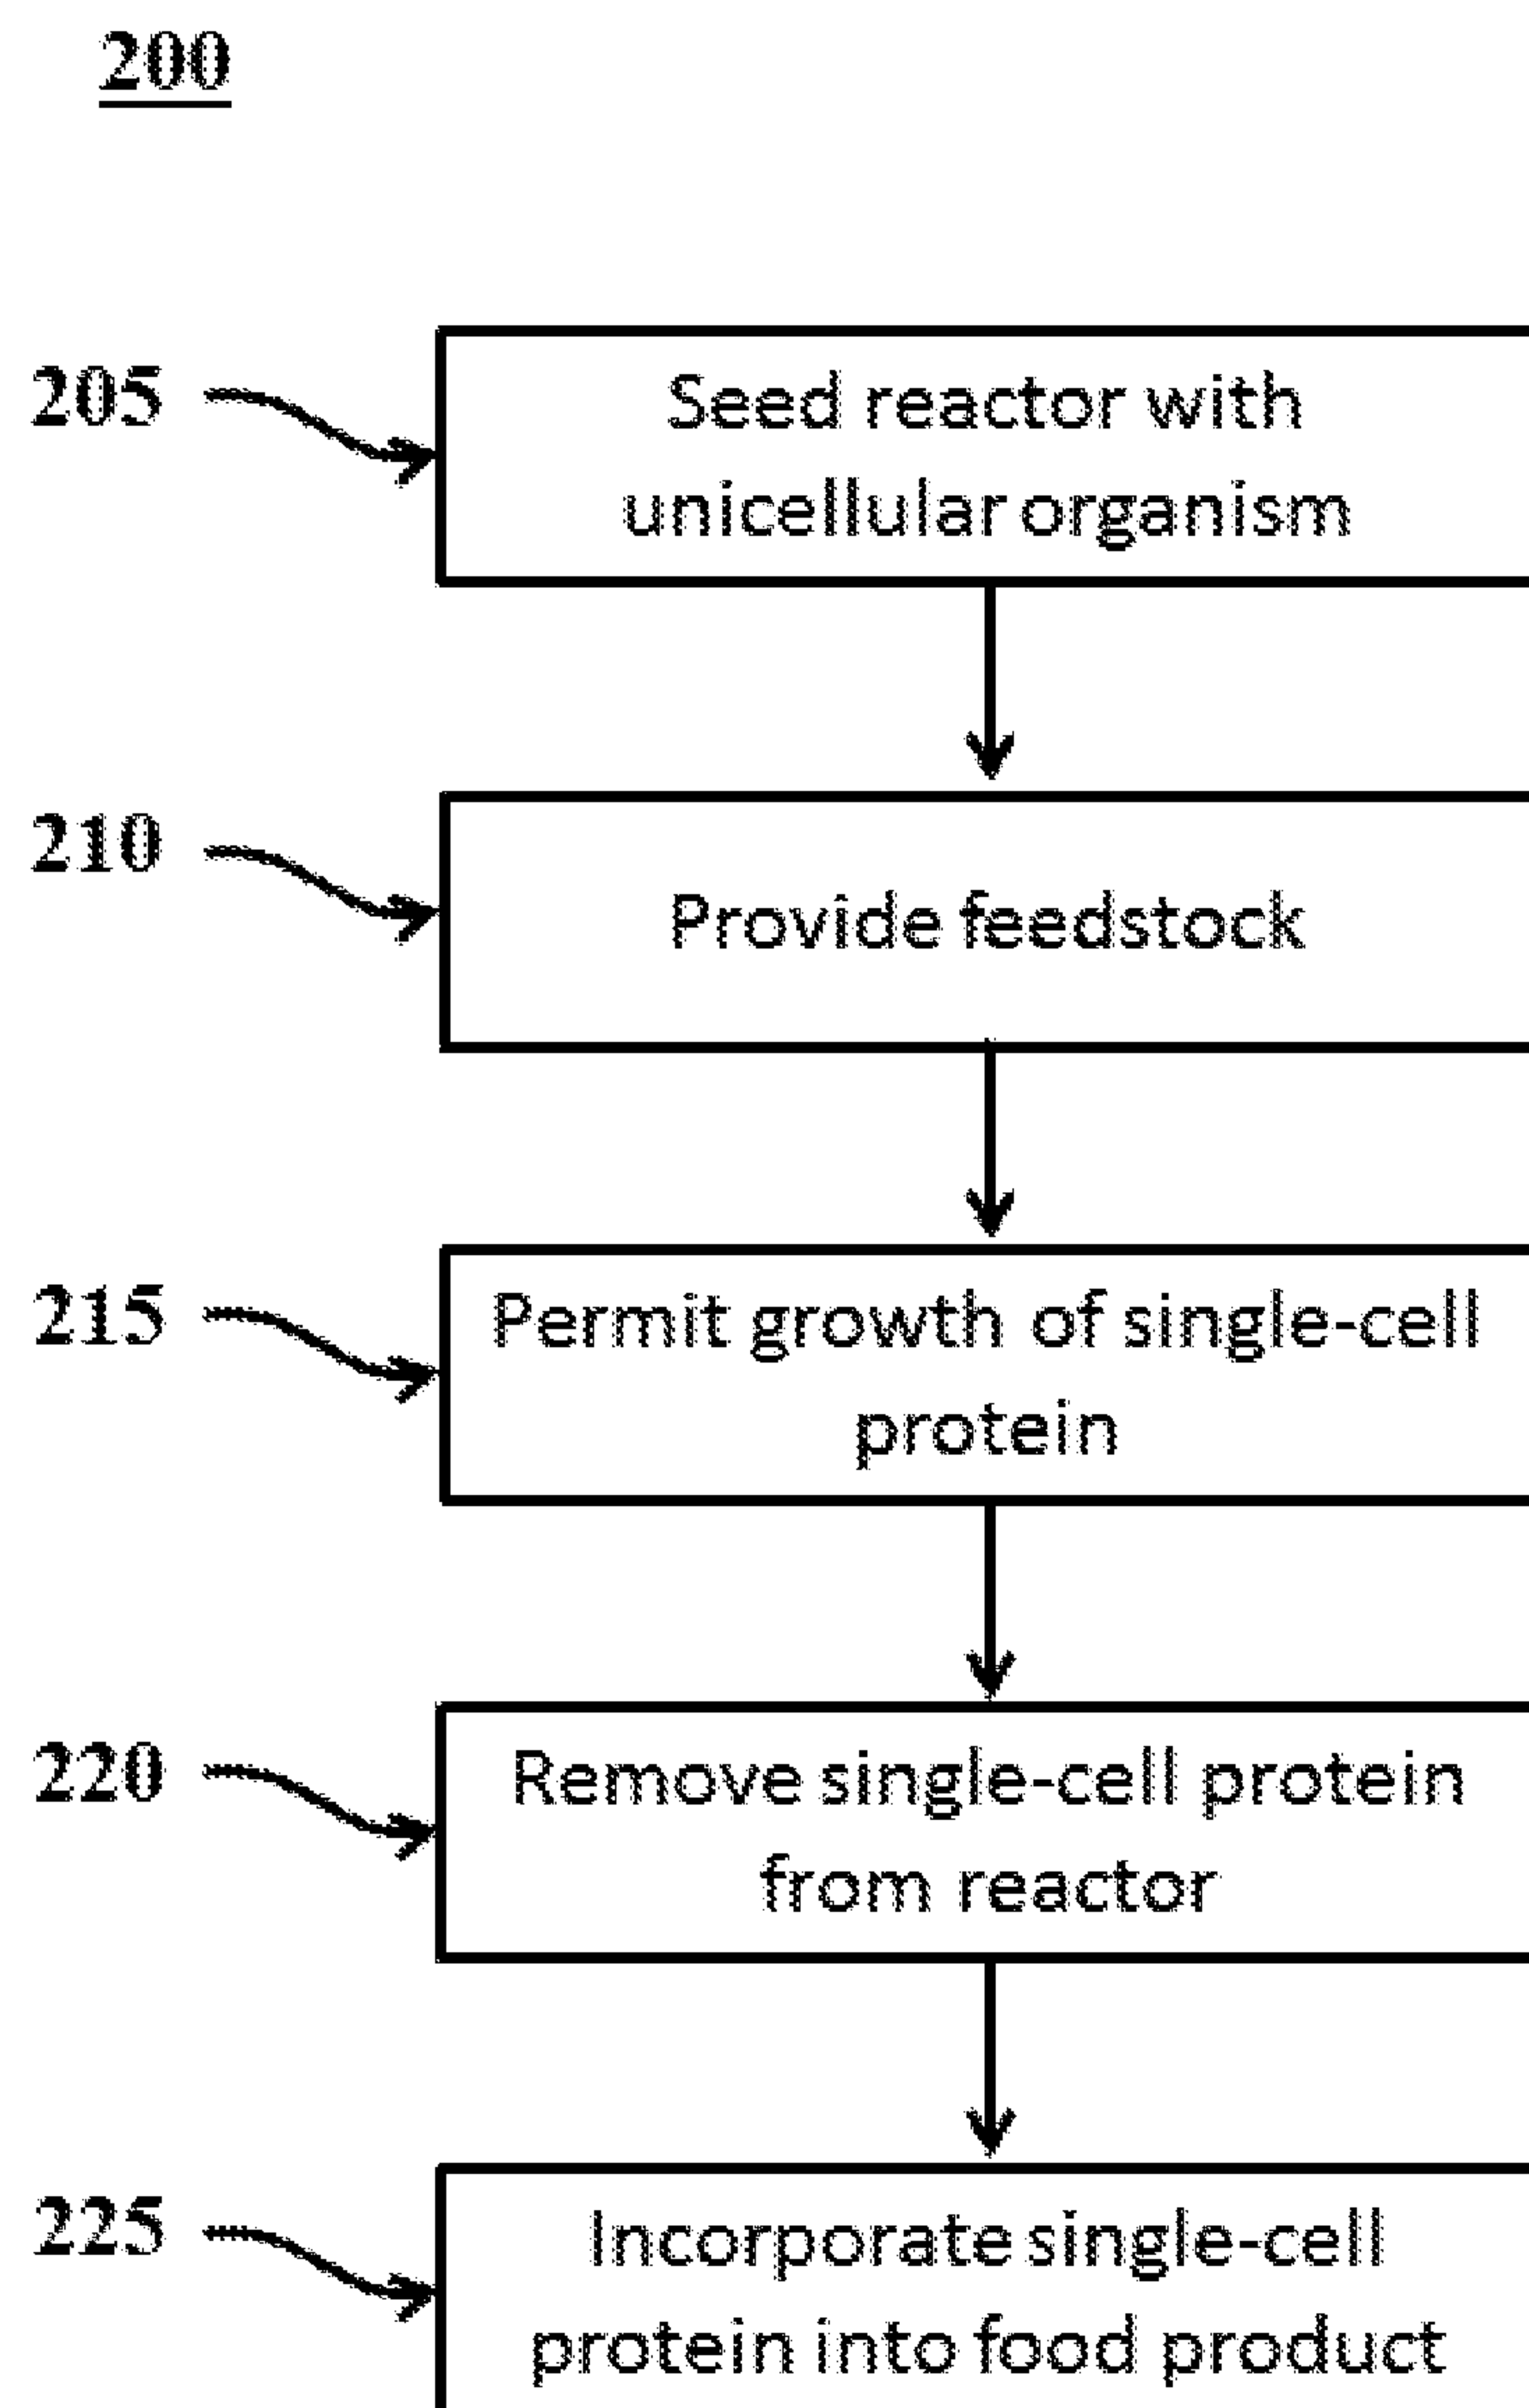 200
205
Seed reactor with
unicellular organism
210
Provide feedstock
215
Permit growth of single-cell
protein
220
Remove single-cell protein
from reactor
225
Incorporate single-cell
protein into food product